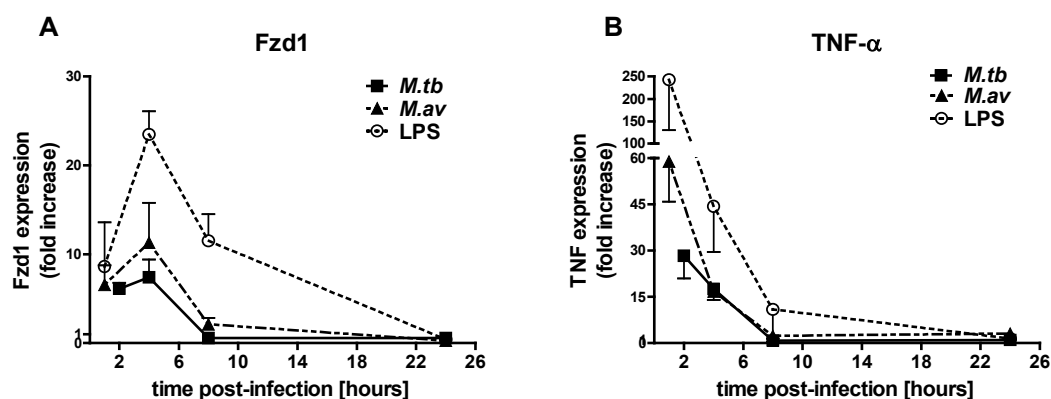 A
Fzd1
M.tb
M.av
LPS
Fzd1 expression
(fold increase)
30
20
10
1
0
2 6 10 14 18 22 26
time post-infection [hours]
B
TNF-α
M.tb
M.av
LPS
TNF expression
(fold increase)
250
200
150
100
60
45
30
15
0
2 6 10 14 18 22 26
time post-infection [hours]